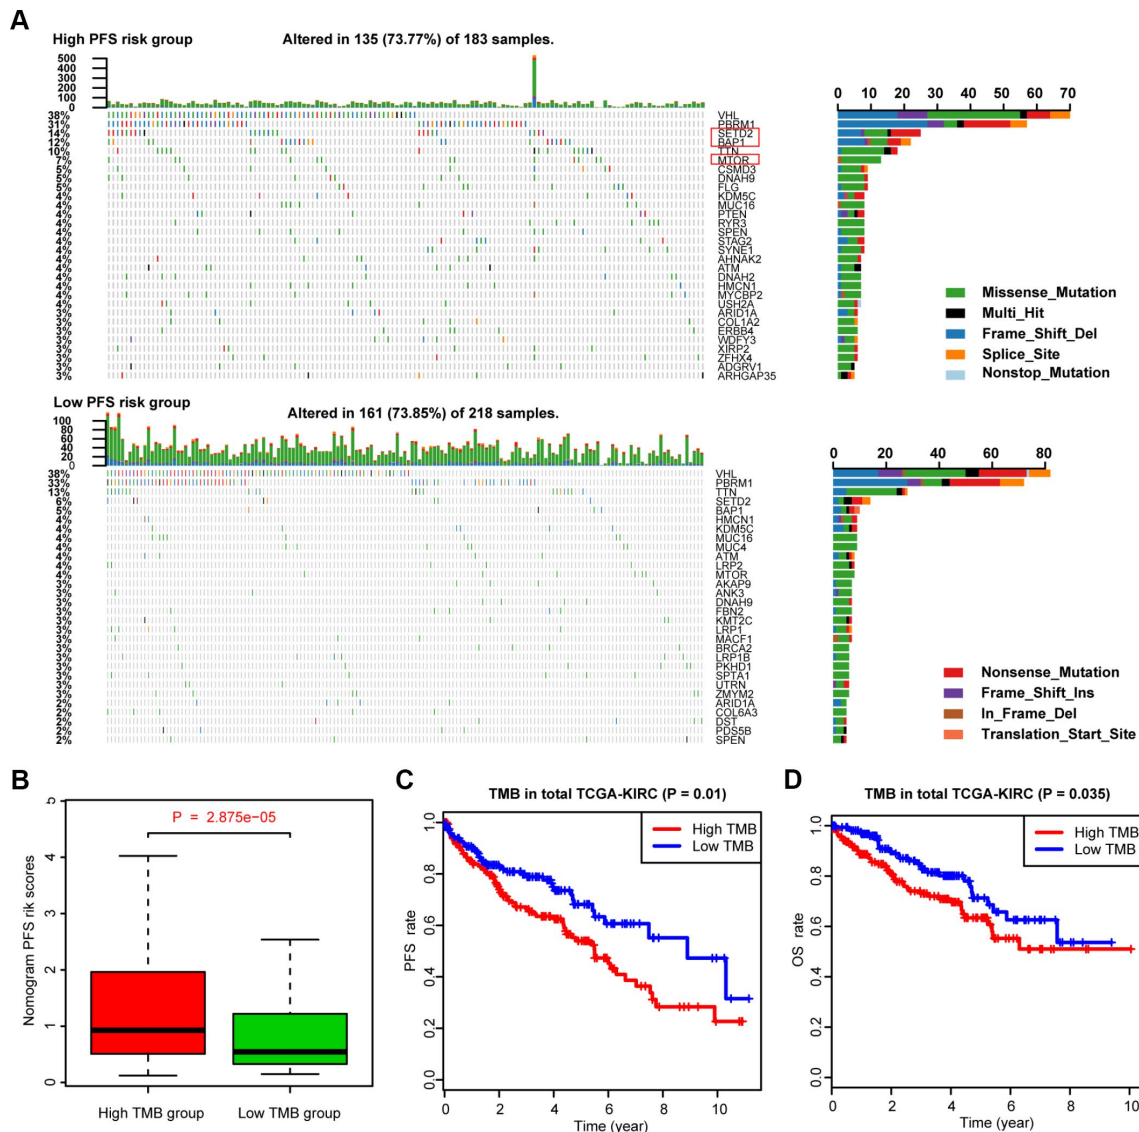 A
High PFS risk group
Altered in 135 (73.77%) of 183 samples.
500
400
300
200
100
0
0 10 20 30 40 50 60 70
38% VHL
31% PBRM1
14% SETD2
12% BAP1
10% TTN
7% MTOR
5% CSMD3
5% DNAH9
5% FLG
4% KDM5C
4% MUC16
4% PTEN
4% RYR3
4% SPEN
4% STAG2
4% SYNE1
4% AHNAK2
4% ATM
4% DNAH2
4% HMCN1
4% MYCBP2
4% USH2A
3% ARID1A
3% COL1A2
3% ERBB4
3% WDFY3
3% XIRP2
3% ZFHX4
3% ADGRV1
3% ARHGAP35
Missense_Mutation
Multi_Hit
Frame_Shift_Del
Splice_Site
Nonstop_Mutation
Low PFS risk group
Altered in 161 (73.85%) of 218 samples.
100
80
60
40
20
0
0 20 40 60 80
38% VHL
33% PBRM1
13% TTN
6% SETD2
5% BAP1
4% HMCN1
4% KDM5C
4% MUC16
4% MUC4
4% ATM
4% LRP2
4% MTOR
3% AKAP9
3% ANK3
3% DNAH9
3% FBN2
3% KMT2C
3% LRP1
3% MACF1
3% BRCA2
3% LRP1B
3% PKHD1
3% SPTA1
3% UTRN
3% ZMYM2
2% ARID1A
2% COL6A3
2% DST
2% PDS5B
2% SPEN
Nonsense_Mutation
Frame_Shift_Ins
In_Frame_Del
Translation_Start_Site
B
Nomogram PFS rik scores
5
4
3
2
1
0
P = 2.875e−05
High TMB group Low TMB group
C
TMB in total TCGA-KIRC (P = 0.01)
High TMB
Low TMB
PFS rate
1.0
0.8
0.6
0.4
0.2
0.0
0 2 4 6 8 10
Time (year)
D
TMB in total TCGA-KIRC (P = 0.035)
High TMB
Low TMB
OS rate
1.0
0.8
0.6
0.4
0.2
0.0
0 2 4 6 8 10
Time (year)